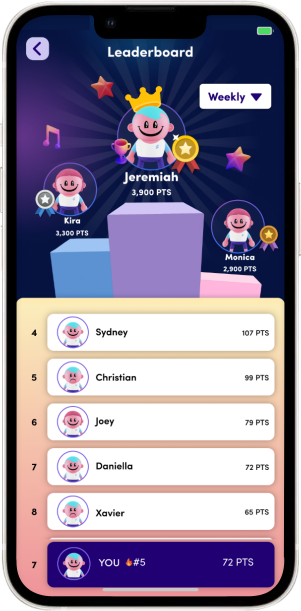 Leaderboard
Weekly
Jeremiah
3,900 PTS
Kira
3,300 PTS
Monica
2,900 PTS
4 Sydney 107 PTS
5 Christian 99 PTS
6 Joey 79 PTS
7 Daniella 72 PTS
8 Xavier 65 PTS
7 YOU 🔥#5 72 PTS